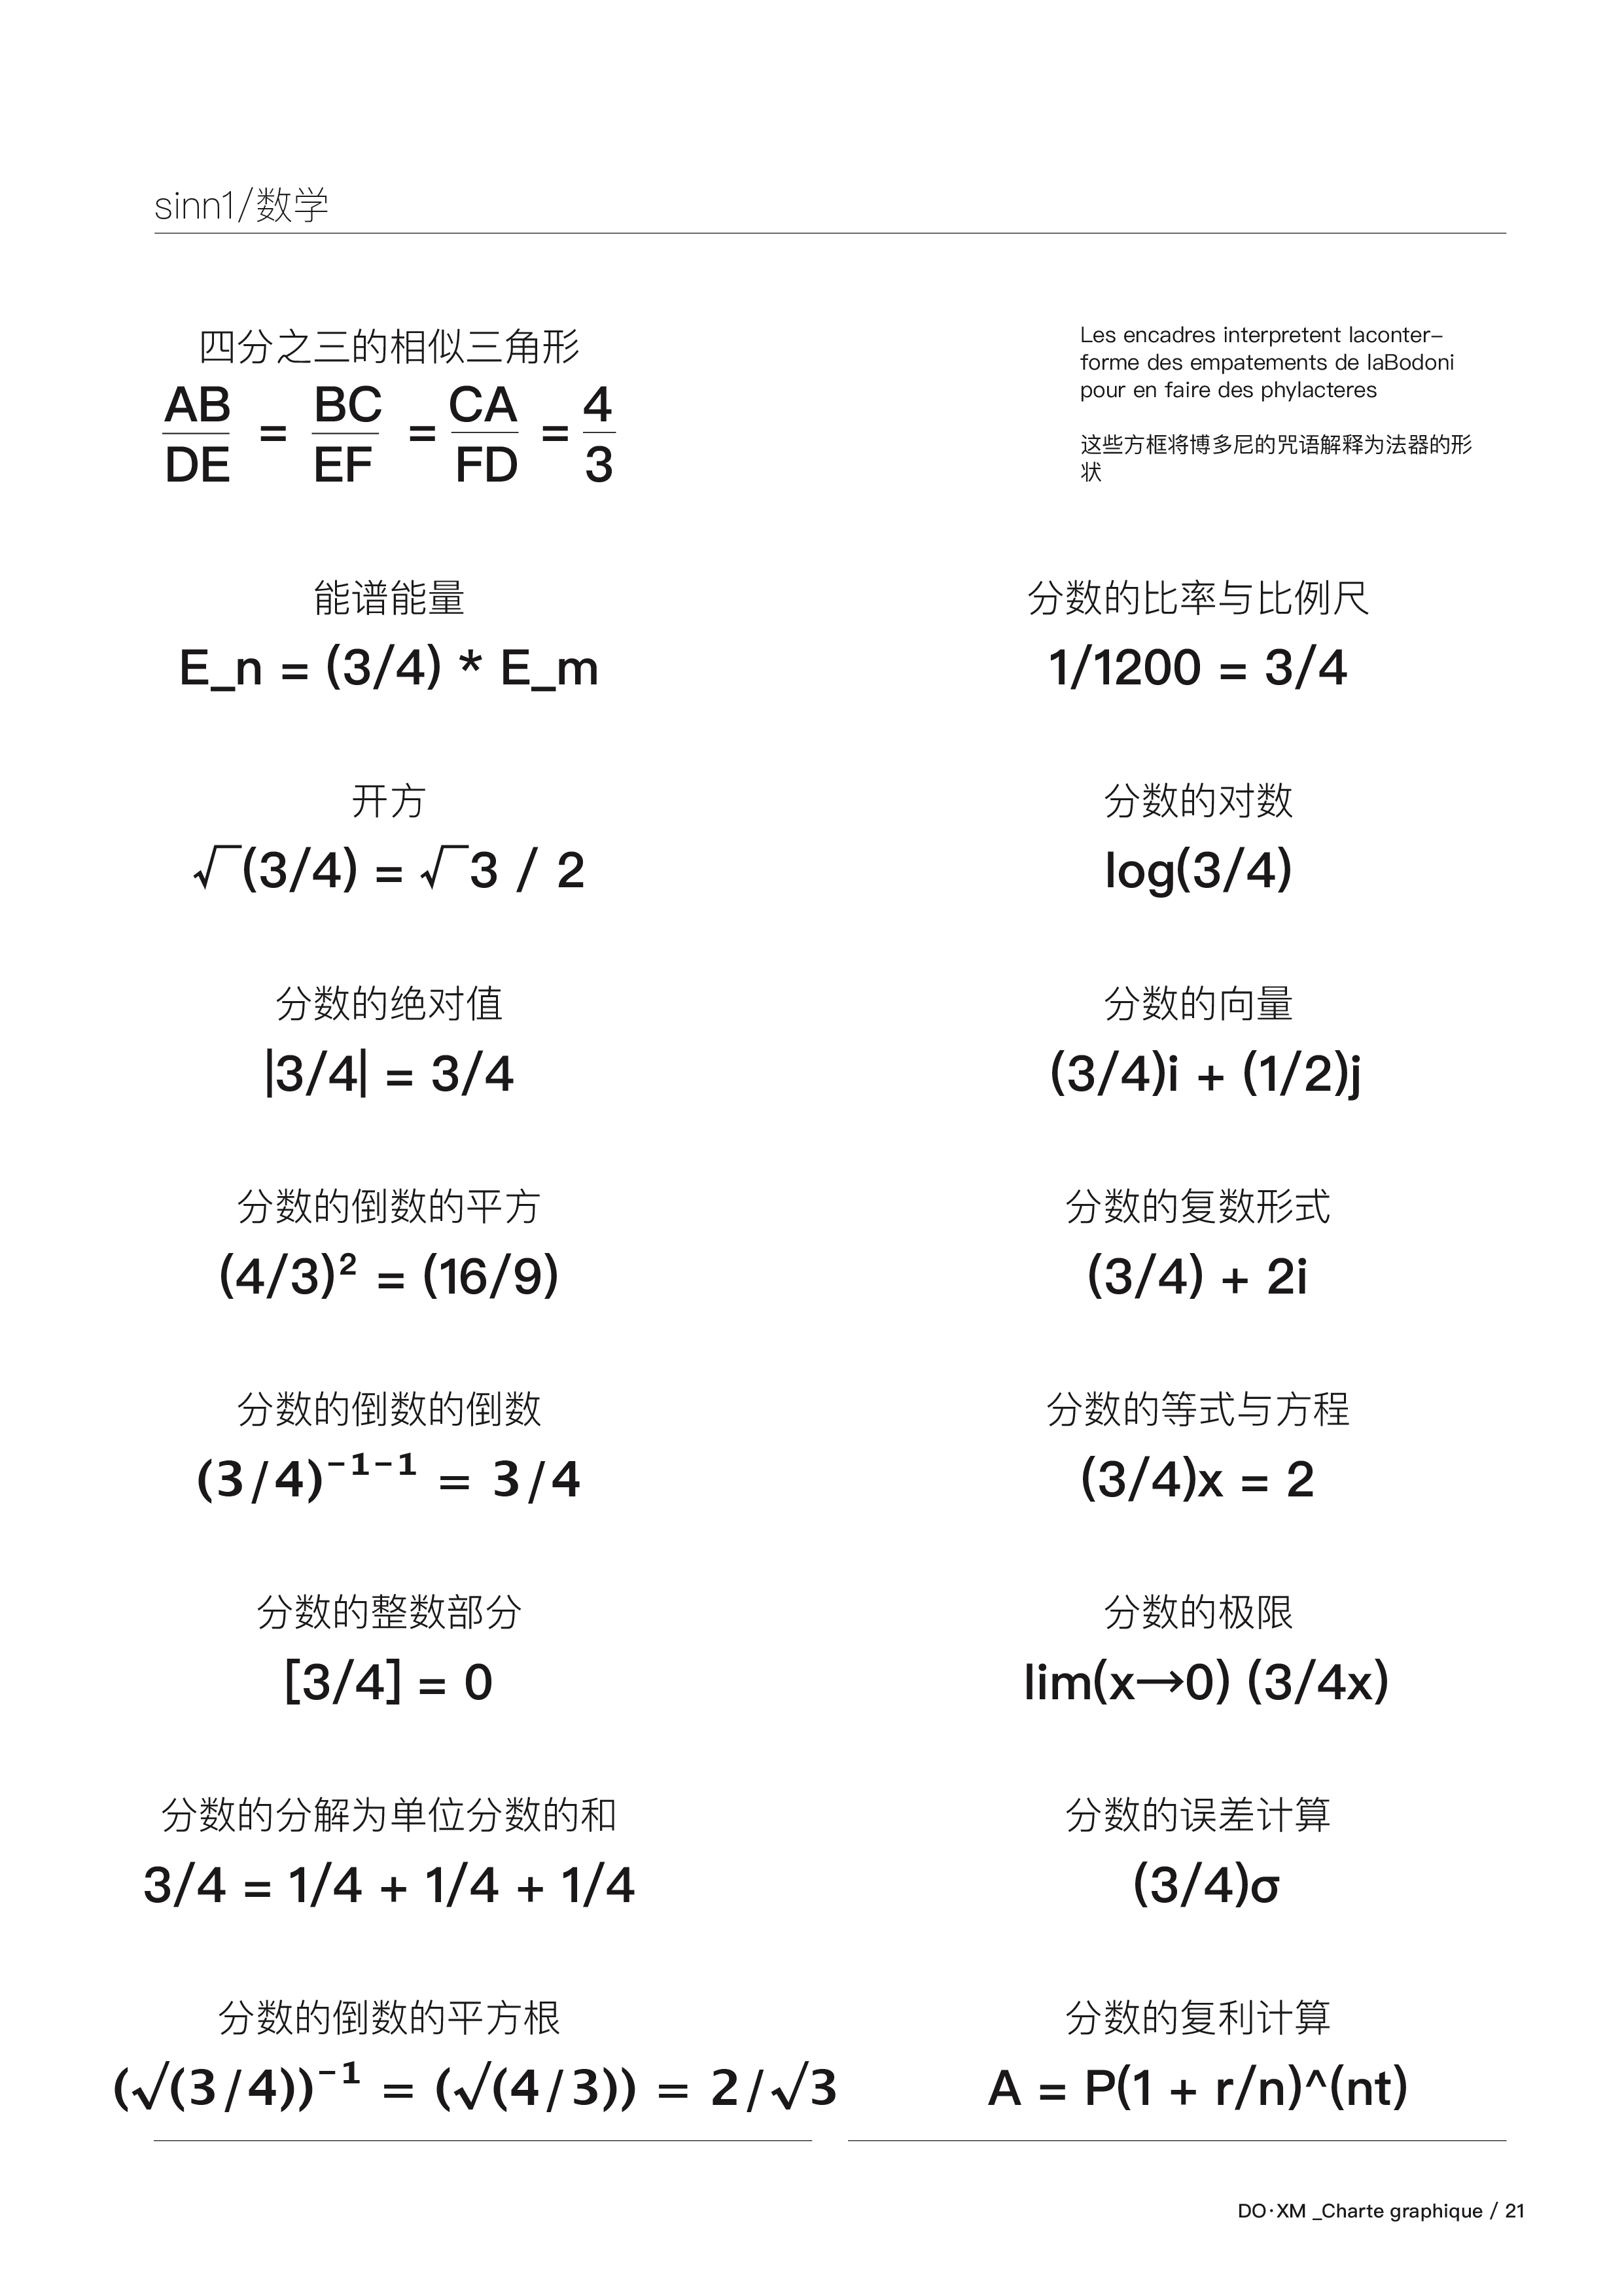 sinn1/数学
四分之三的相似三角形
AB/DE = BC/EF = CA/FD = 4/3
Les encadres interpretent laconter-
forme des empatements de laBodoni
pour en faire des phylacteres
这些方框将博多尼的咒语解释为法器的形
状
能谱能量
E_n = (3/4) * E_m
分数的比率与比例尺
1/1200 = 3/4
开方
√(3/4) = √3 / 2
分数的对数
log(3/4)
分数的绝对值
|3/4| = 3/4
分数的向量
(3/4)i + (1/2)j
分数的倒数的平方
(4/3)² = (16/9)
分数的复数形式
(3/4) + 2i
分数的倒数的倒数
(3/4)⁻¹⁻¹ = 3/4
分数的等式与方程
(3/4)x = 2
分数的整数部分
[3/4] = 0
分数的极限
lim(x→0) (3/4x)
分数的分解为单位分数的和
3/4 = 1/4 + 1/4 + 1/4
分数的误差计算
(3/4)σ
分数的倒数的平方根
(√(3/4))⁻¹ = (√(4/3)) = 2/√3
分数的复利计算
A = P(1 + r/n)^(nt)
DO·XM _Charte graphique / 21